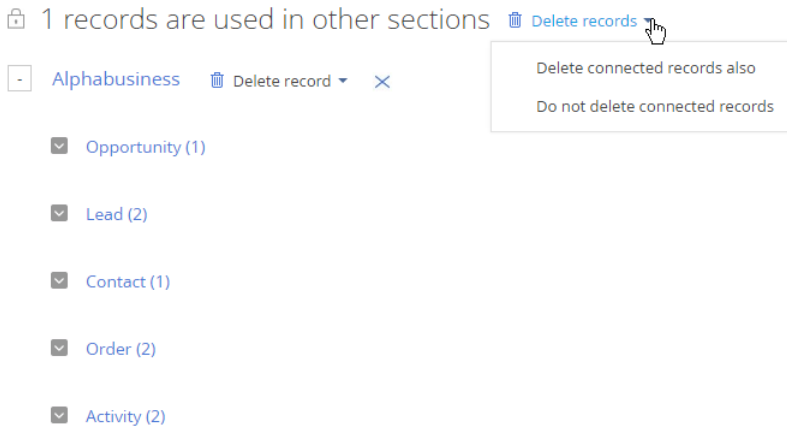 1 records are used in other sections Delete records
Delete connected records also
Do not delete connected records
- Alphabusiness Delete record
Opportunity (1)
Lead (2)
Contact (1)
Order (2)
Activity (2)